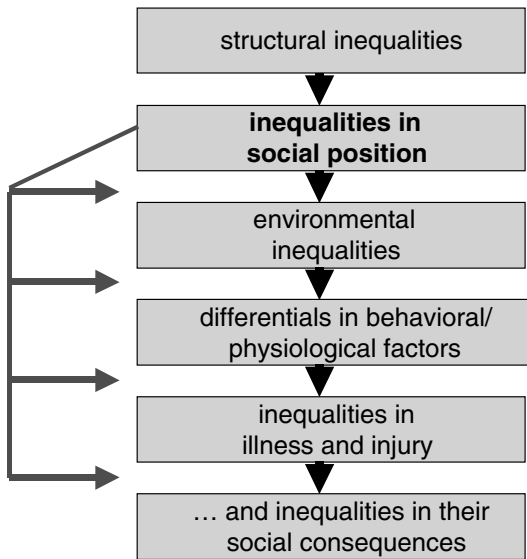 structural inequalities
inequalities in
social position
environmental
inequalities
differentials in behavioral/
physiological factors
inequalities in
illness and injury
… and inequalities in their
social consequences